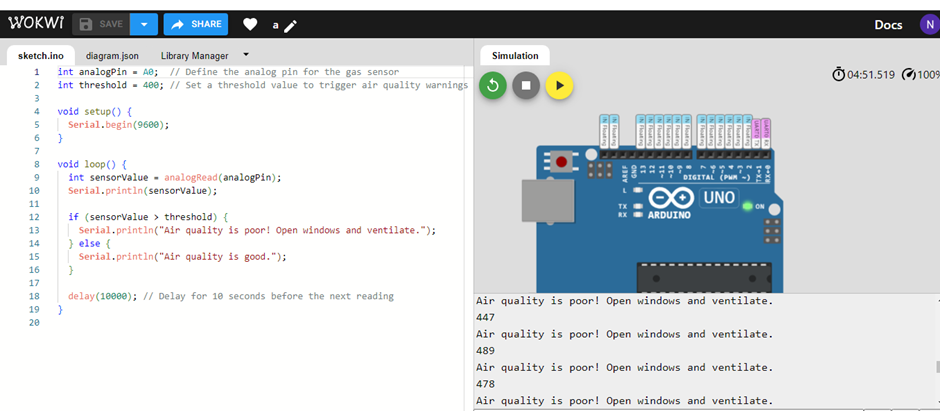 WOKWI SAVE SHARE a Docs N
sketch.ino diagram.json Library Manager
Simulation
04:51.519 100%
1 int analogPin = A0; // Define the analog pin for the gas sensor
2 int threshold = 400; // Set a threshold value to trigger air quality warnings
3
4 void setup() {
5 Serial.begin(9600);
6 }
7
8 void loop() {
9 int sensorValue = analogRead(analogPin);
10 Serial.println(sensorValue);
11
12 if (sensorValue > threshold) {
13 Serial.println("Air quality is poor! Open windows and ventilate.");
14 } else {
15 Serial.println("Air quality is good.");
16 }
17
18 delay(10000); // Delay for 10 seconds before the next reading
19 }
20
AREF
GND
13
12
~11
~10
~9
8
7
~6
~5
4
~3
2
TX→1
RX←0
DIGITAL (PWM ~)
L
TX
RX
UNO
ON
ARDUINO
Air quality is poor! Open windows and ventilate.
447
Air quality is poor! Open windows and ventilate.
489
Air quality is poor! Open windows and ventilate.
478
Air quality is poor! Open windows and ventilate.